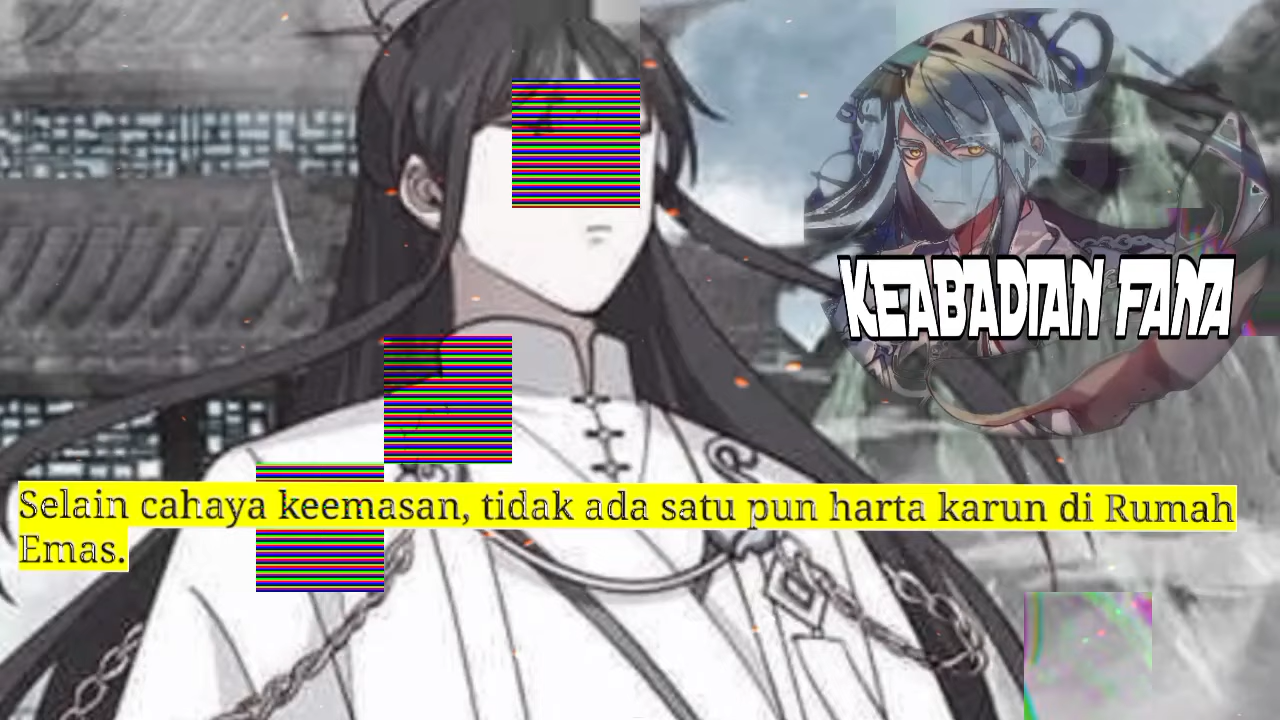 KEABADIAN FANA
Selain cahaya keemasan, tidak ada satu pun harta karun di Rumah
Emas.